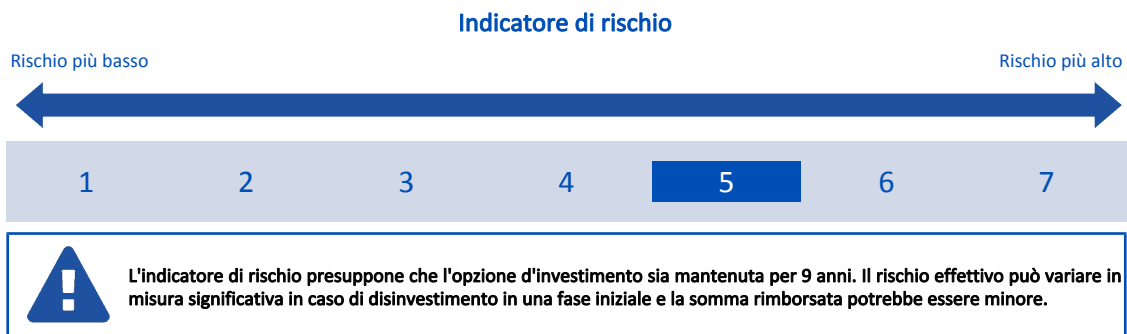 Indicatore di rischio
Rischio più basso
Rischio più alto
1 2 3 4 5 6 7
L'indicatore di rischio presuppone che l'opzione d'investimento sia mantenuta per 9 anni. Il rischio effettivo può variare in
misura significativa in caso di disinvestimento in una fase iniziale e la somma rimborsata potrebbe essere minore.